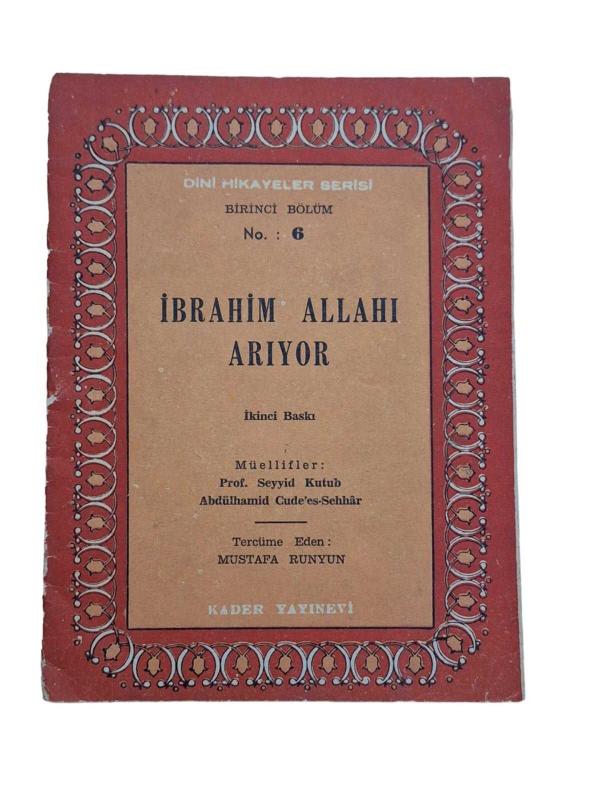 DİNİ HİKAYELER SERİSİ
BİRİNCİ BÖLÜM
No. : 6
İBRAHİM ALLAHI
ARIYOR
İkinci Baskı
Müellifler:
Prof. Seyyid Kutub
Abdülhamid Cude'es-Sehhâr
Tercüme Eden :
MUSTAFA RUNYUN
KADER YAYINEVİ